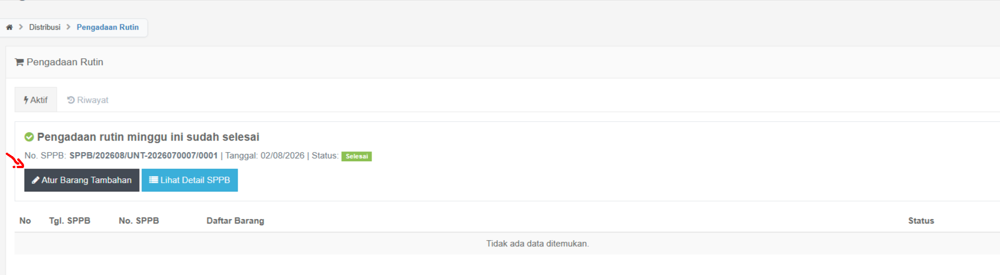 Distribusi Pengadaan Rutin
Pengadaan Rutin
Aktif Riwayat
Pengadaan rutin minggu ini sudah selesai
No. SPPB: SPPB/202608/UNT-2026070007/0001 | Tanggal: 02/08/2026 | Status: Selesai
Atur Barang Tambahan Lihat Detail SPPB
No Tgl. SPPB No. SPPB Daftar Barang Status
Tidak ada data ditemukan.